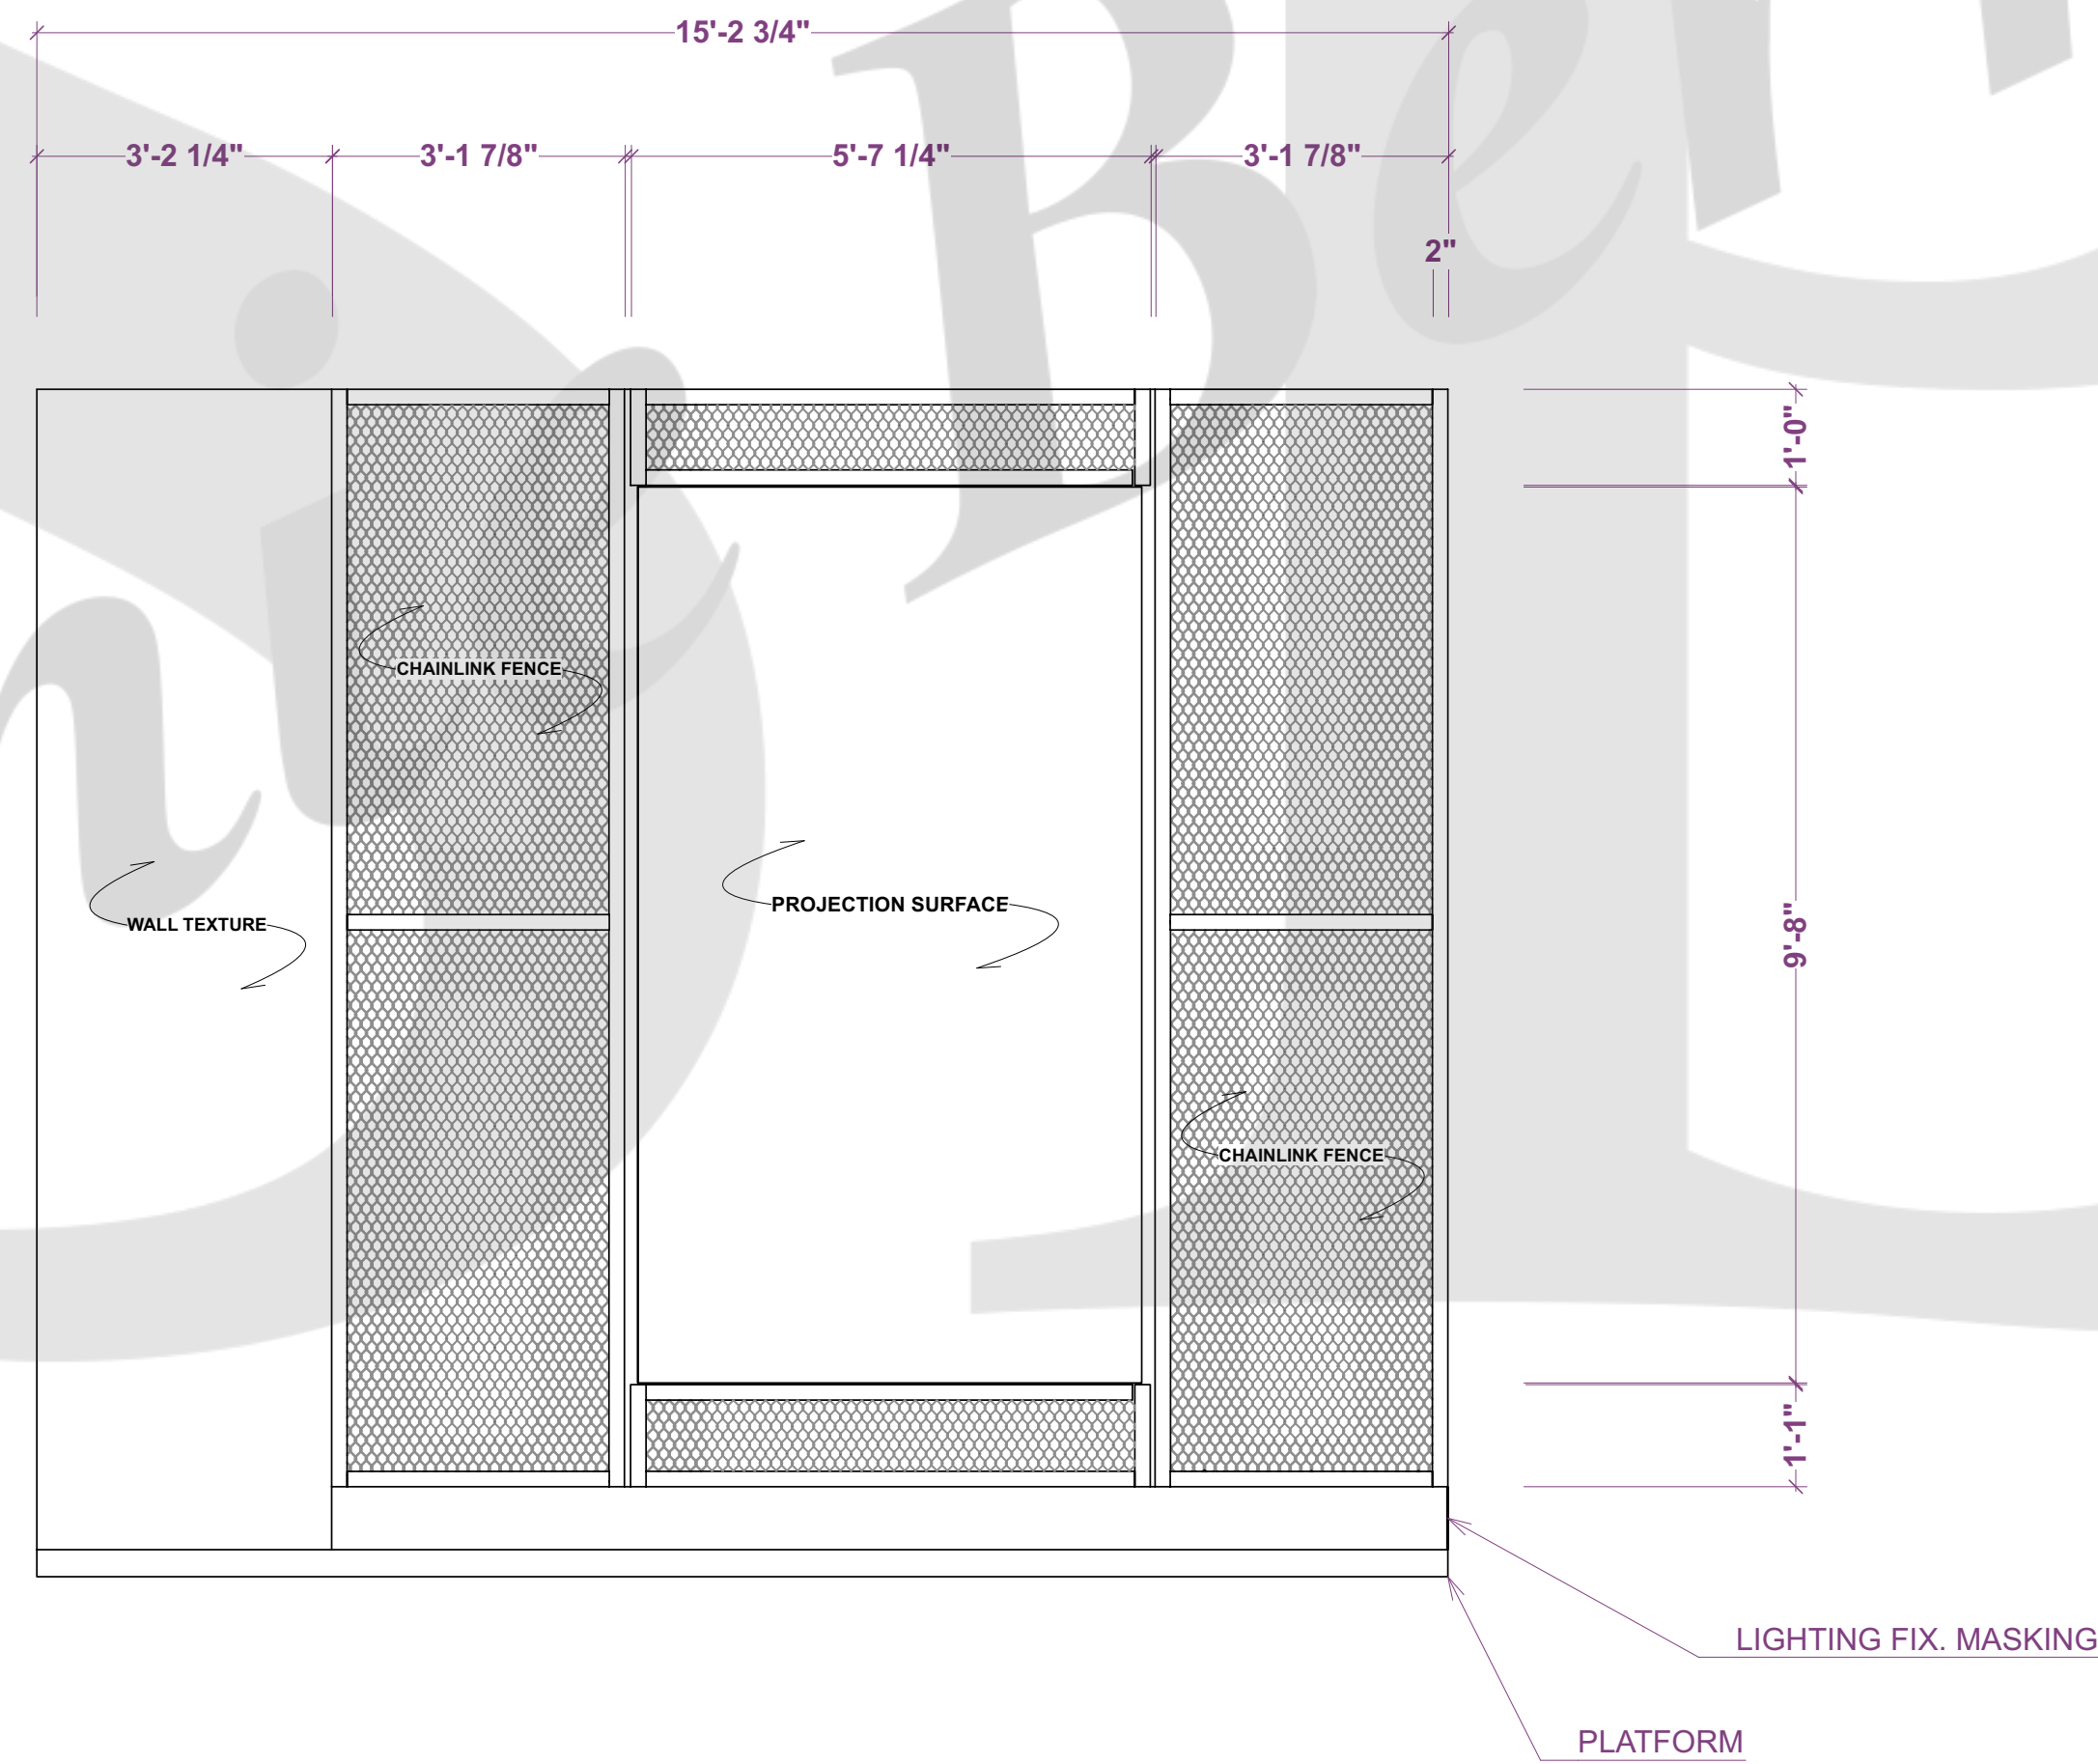 15'-2 3/4"
3'-2 1/4" 3'-1 7/8" 5'-7 1/4" 3'-1 7/8"
2"
1'-0"
CHAINLINK FENCE
PROJECTION SURFACE
WALL TEXTURE
9'-8"
CHAINLINK FENCE
1'-1"
LIGHTING FIX. MASKING
PLATFORM